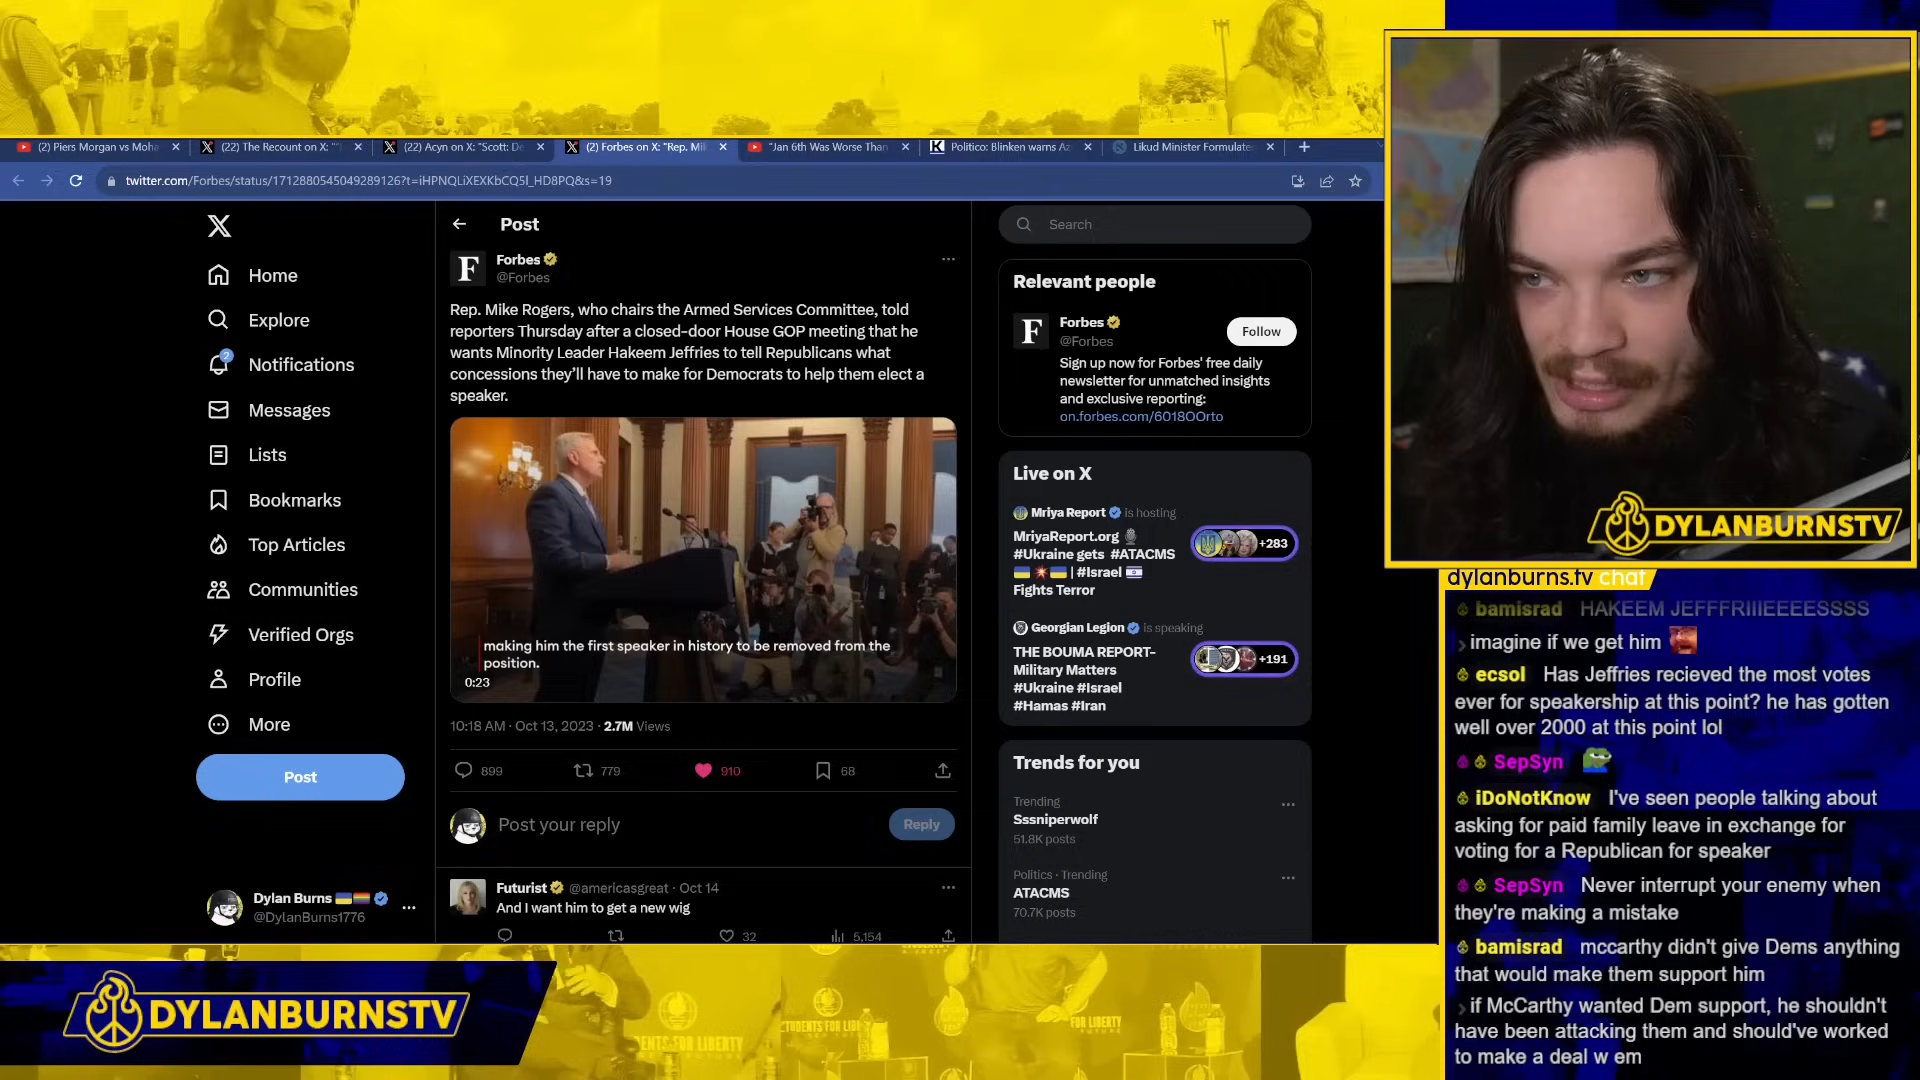 (2) Piers Morgan vs Moha
(22) The Recount on X: "
(22) Acyn on X: "Scott: De
(2) Forbes on X: "Rep. Mi
"Jan 6th Was Worse Than
Politico: Blinken warns Az
Likud Minister Formulate
twitter.com/Forbes/status/1712880545049289126?t=iHPNQLiXEXKbCQ5l_HD8PQ&s=19
Home
Explore
2
Notifications
Messages
Lists
Bookmarks
Top Articles
Communities
Verified Orgs
Profile
More
Post
Dylan Burns
@DylanBurns1776
Post
F
Forbes
@Forbes
Rep. Mike Rogers, who chairs the Armed Services Committee, told
reporters Thursday after a closed-door House GOP meeting that he
wants Minority Leader Hakeem Jeffries to tell Republicans what
concessions they'll have to make for Democrats to help them elect a
speaker.
making him the first speaker in history to be removed from the
position.
0:23
10:18 AM · Oct 13, 2023 · 2.7M Views
899
779
910
68
Post your reply
Reply
Futurist @americasgreat · Oct 14
And I want him to get a new wig
32
5,154
Search
Relevant people
F
Forbes
@Forbes
Follow
Sign up now for Forbes' free daily
newsletter for unmatched insights
and exclusive reporting:
on.forbes.com/6018OOrto
Live on X
Mriya Report is hosting
MriyaReport.org
#Ukraine gets #ATACMS
| #Israel
Fights Terror
+283
Georgian Legion is speaking
THE BOUMA REPORT-
Military Matters
#Ukraine #Israel
#Hamas #Iran
+191
Trends for you
Trending
Sssniperwolf
51.8K posts
Politics · Trending
ATACMS
70.7K posts
DYLANBURNSTV
dylanburns.tv chat
bamisrad HAKEEM JEFFFRIIIEEEESSSS
imagine if we get him
ecsol Has Jeffries recieved the most votes
ever for speakership at this point? he has gotten
well over 2000 at this point lol
SepSyn
iDoNotKnow I've seen people talking about
asking for paid family leave in exchange for
voting for a Republican for speaker
SepSyn Never interrupt your enemy when
they're making a mistake
bamisrad mccarthy didn't give Dems anything
that would make them support him
if McCarthy wanted Dem support, he shouldn't
have been attacking them and should've worked
to make a deal w em
DYLANBURNSTV
FOR LIBERTY